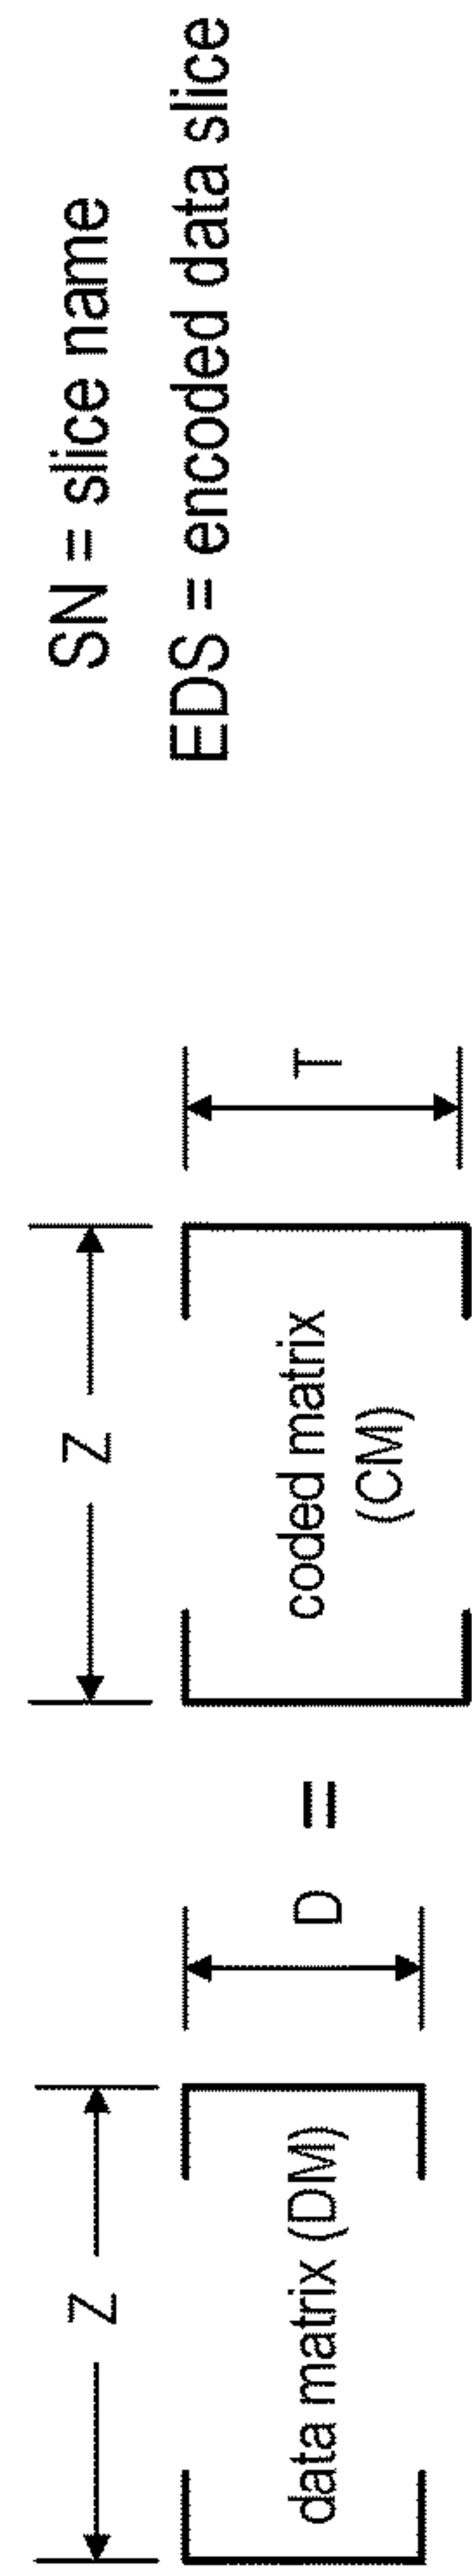 SN = slice name
EDS = encoded data slice
Z
Z
data matrix (DM)
D
=
coded matrix
(CM)
T